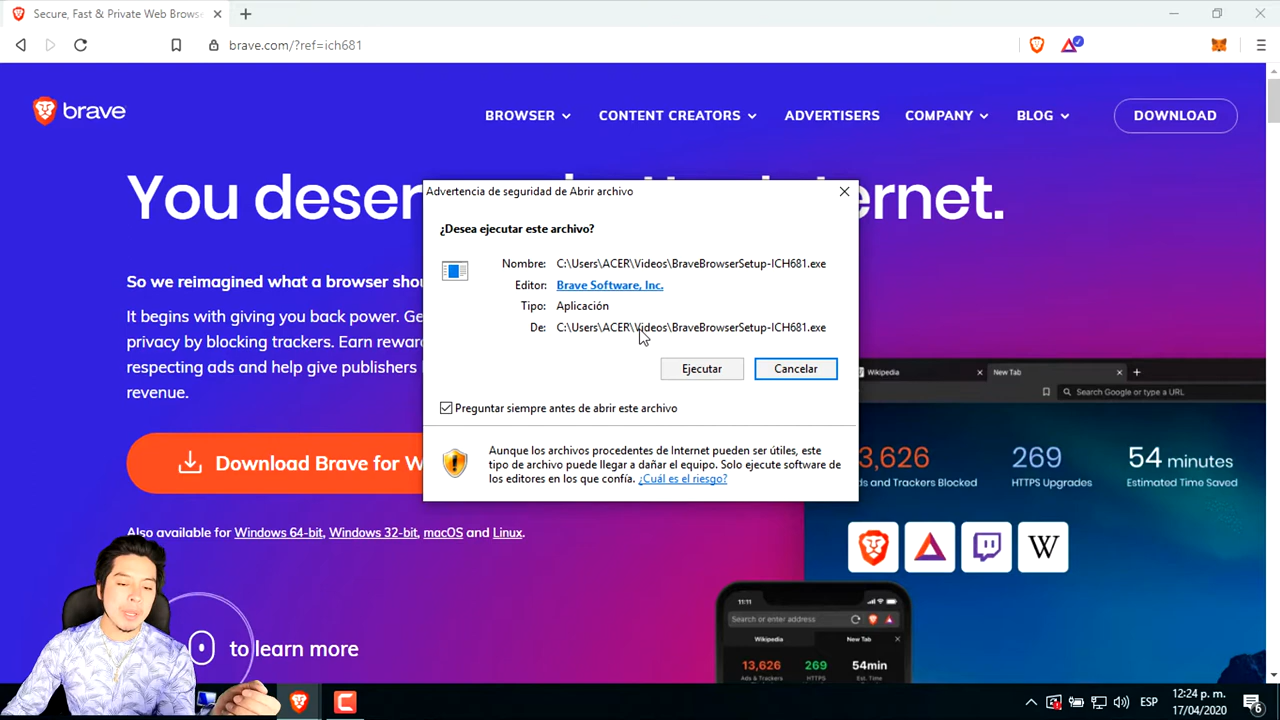 Secure, Fast & Private Web Browse
brave.com/?ref=ich681
brave
BROWSER
CONTENT CREATORS
ADVERTISERS
COMPANY
BLOG
DOWNLOAD
You deser
ernet.
So we reimagined what a browser shou
It begins with giving you back power.
privacy by blocking trackers. Earn rewar
respecting ads and help give publishers
revenue.
Download Brave for W
Also available for Windows 64-bit, Windows 32-bit, macOS and Linux.
to learn more
Advertencia de seguridad de Abrir archivo
¿Desea ejecutar este archivo?
Nombre: C:\Users\ACER\Videos\BraveBrowserSetup-ICH681.exe
Editor: Brave Software, Inc.
Tipo: Aplicación
De: C:\Users\ACER\Videos\BraveBrowserSetup-ICH681.exe
Ejecutar
Cancelar
Preguntar siempre antes de abrir este archivo
Aunque los archivos procedentes de Internet pueden ser útiles, este
tipo de archivo puede llegar a dañar el equipo. Solo ejecute software de
los editores en los que confía. ¿Cuál es el riesgo?
Wikipedia
New Tab
Search Google or type a URL
3,626
269
54 minutes
ds and Trackers Blocked
HTTPS Upgrades
Estimated Time Saved
W
11:11
Search or enter address
Wikipedia
New Tab
13,626
269
54min
Ads &
HTTPS
Est. Time
ESP
12:24 p. m.
17/04/2020
6